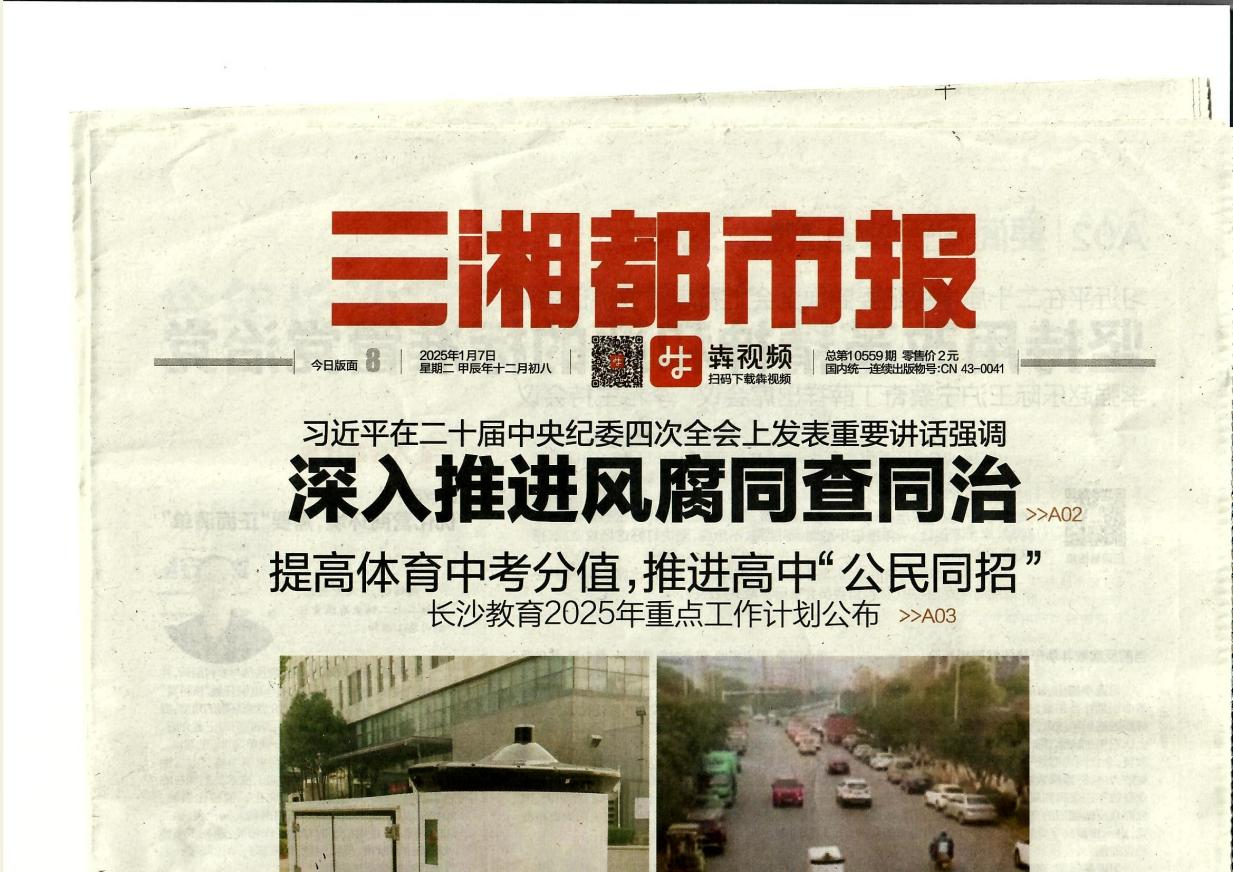 三湘都市报
今日版面 8
2025年1月7日
星期二 甲辰年十二月初八
犇视频
扫码下载犇视频
总第10559期 零售价2元
国内统一连续出版物号:CN 43-0041
习近平在二十届中央纪委四次全会上发表重要讲话强调
深入推进风腐同查同治 >>A02
提高体育中考分值,推进高中“公民同招”
长沙教育2025年重点工作计划公布 >>A03